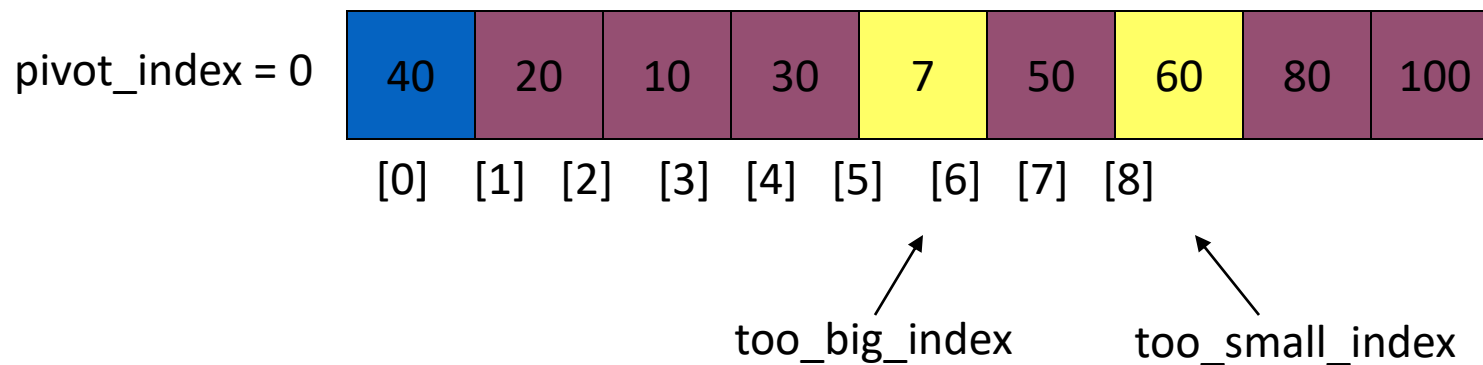 pivot_index = 0 40 20 10 30 7 50 60 80 100
[0] [1] [2] [3] [4] [5] [6] [7] [8]
too_big_index too_small_index